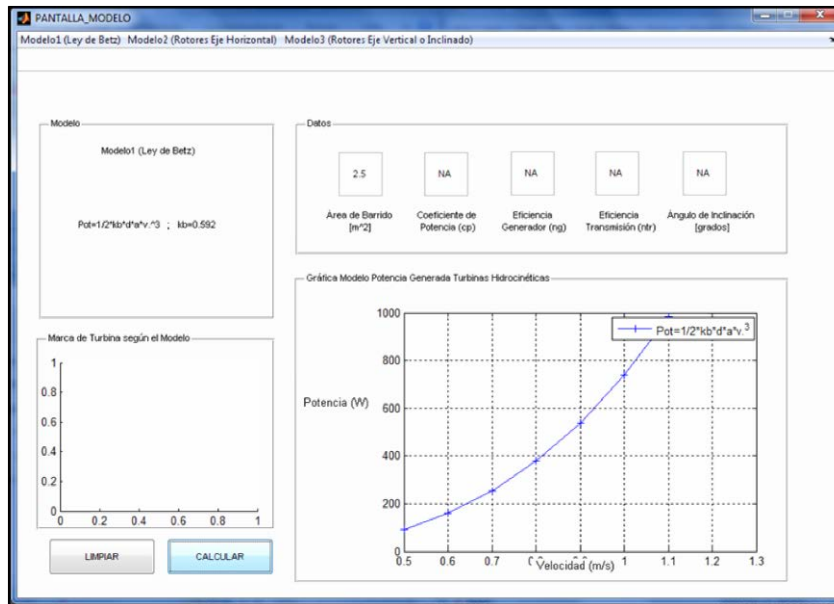 PANTALLA_MODELO
Modelo1 (Ley de Betz) Modelo2 (Rotores Eje Horizontal) Modelo3 (Rotores Eje Vertical o Inclinado)
Modelo
Modelo1 (Ley de Betz)
Pot=1/2*kb*d*a*v.^3 ; kb=0.592
Datos
2.5 NA NA NA NA
Área de Barrido [m^2]
Coeficiente de Potencia (cp)
Eficiencia Generador (ng)
Eficiencia Transmisión (ntr)
Ángulo de Inclinación [grados]
Marca de Turbina según el Modelo
1
0.8
0.6
0.4
0.2
0
0 0.2 0.4 0.6 0.8 1
LIMPIAR
CALCULAR
Gráfica Modelo Potencia Generada Turbinas Hidrocinéticas
Pot=1/2*kb*d*a*v.³
Potencia (W)
1000
800
600
400
200
0
0.5 0.6 0.7 1 1.1 1.2 1.3
Velocidad (m/s)